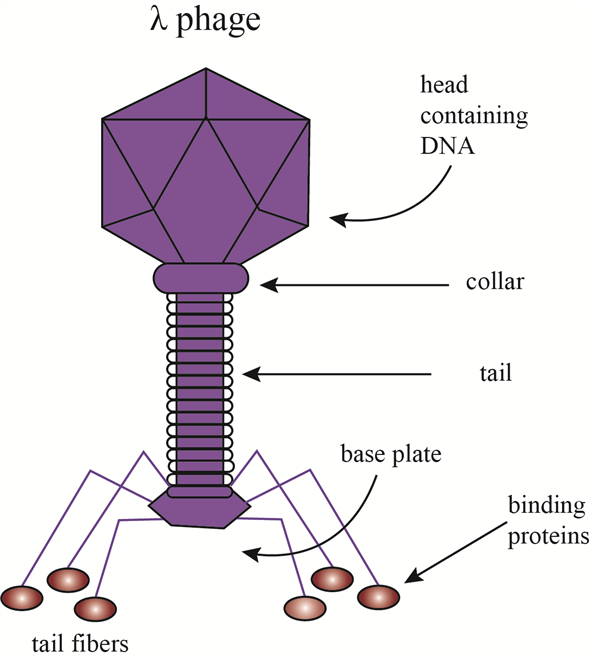 λ phage
head
containing
DNA
collar
tail
base plate
binding
proteins
tail fibers